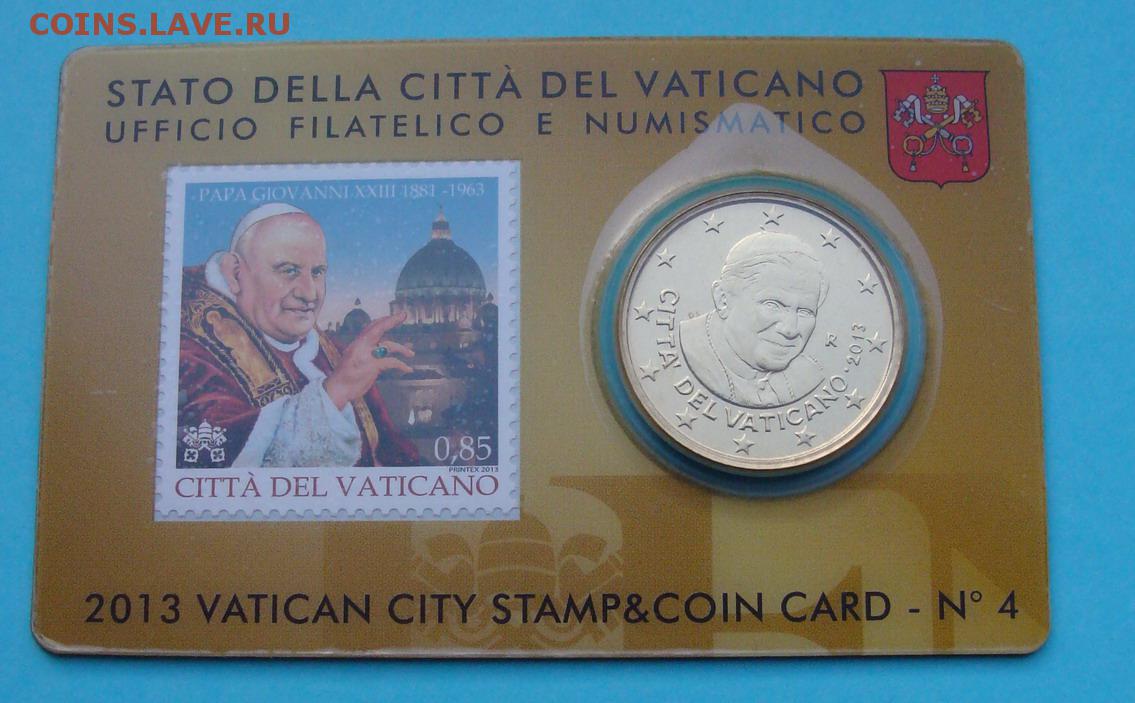 COINS.LAVE.RU
STATO DELLA CITTÀ DEL VATICANO
UFFICIO FILATELICO E NUMISMATICO
PAPA GIOVANNI XXIII 1881-1963
0,85
PRINTEX 2013
CITTÀ DEL VATICANO
CITTA' DEL VATICANO · 2013
R
2013 VATICAN CITY STAMP&COIN CARD - N° 4